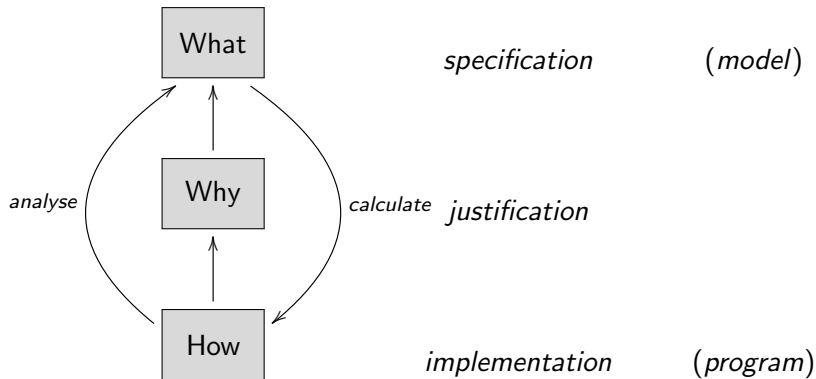 What specification (model)
Why
analyse calculate justification
How
implementation (program)